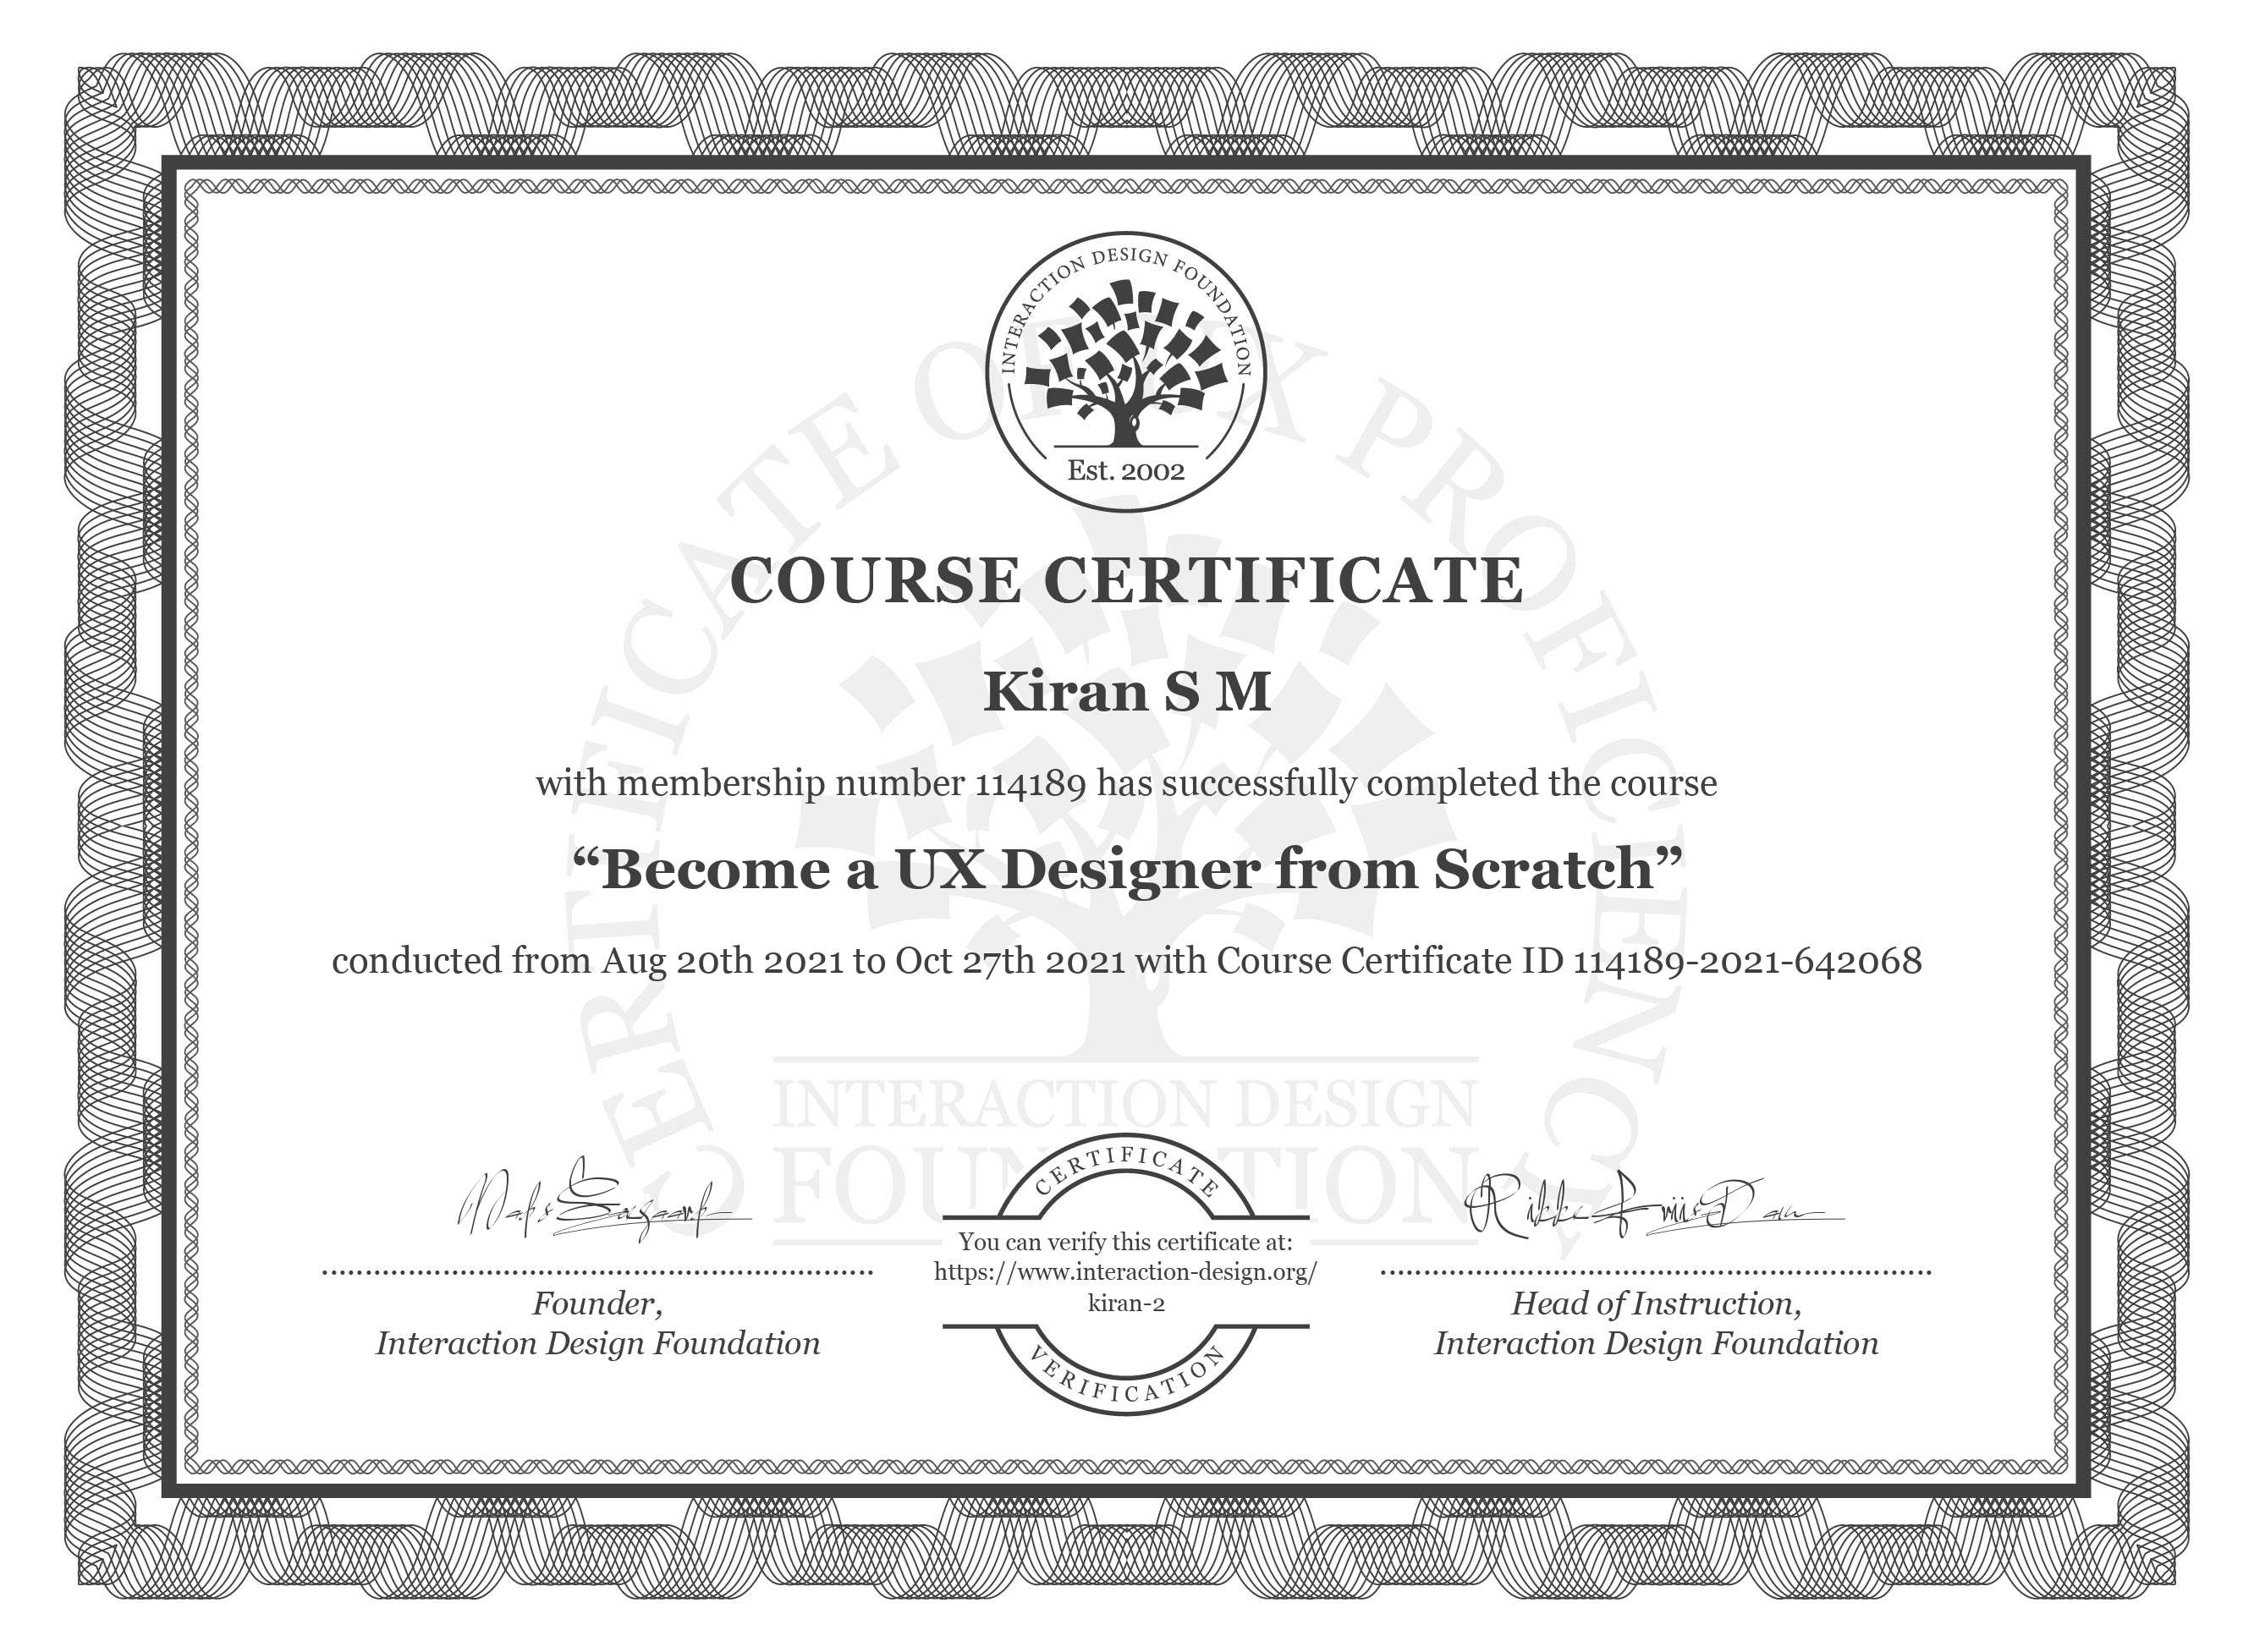 INTERACTION DESIGN FOUNDATION
Est. 2002
CERTIFICATE OF UX PROFICIENCY
COURSE CERTIFICATE
Kiran S M
with membership number 114189 has successfully completed the course
“Become a UX Designer from Scratch”
conducted from Aug 20th 2021 to Oct 27th 2021 with Course Certificate ID 114189-2021-642068
INTERACTION DESIGN
FOUNDATION
CERTIFICATE
You can verify this certificate at:
https://www.interaction-design.org/
kiran-2
VERIFICATION
Founder,
Interaction Design Foundation
Rikke Friis Dam
Head of Instruction,
Interaction Design Foundation